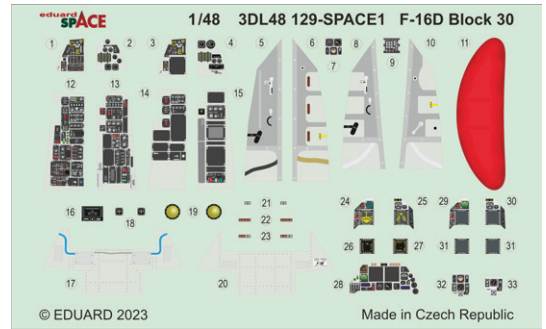 eduard
SPACE
1/48 3DL48 129-SPACE1 F-16D Block 30
1 2 3 4 5 6 7 8 9 10 11
12 13 14 15
16 18 19 21 22 23 24 25 29 30
26 27 31 31
17 20 28 32 33
© EDUARD 2023 Made in Czech Republic